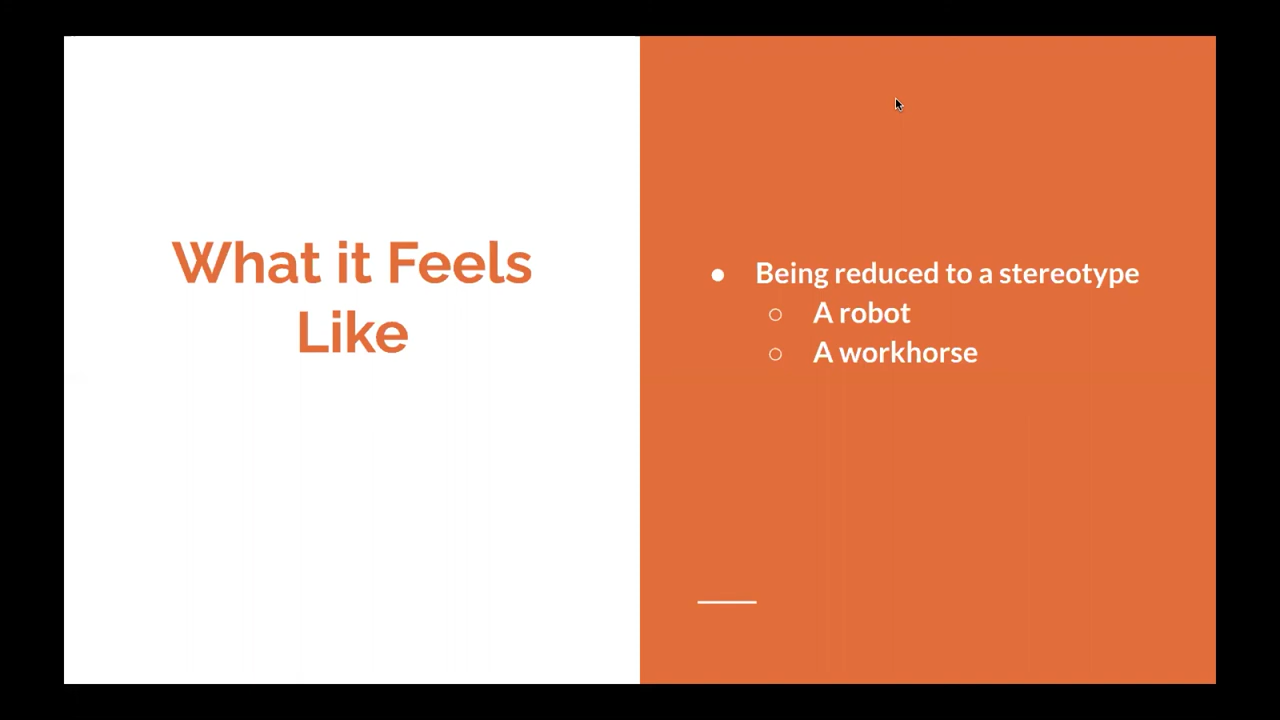 What it Feels
Like
● Being reduced to a stereotype
○ A robot
○ A workhorse